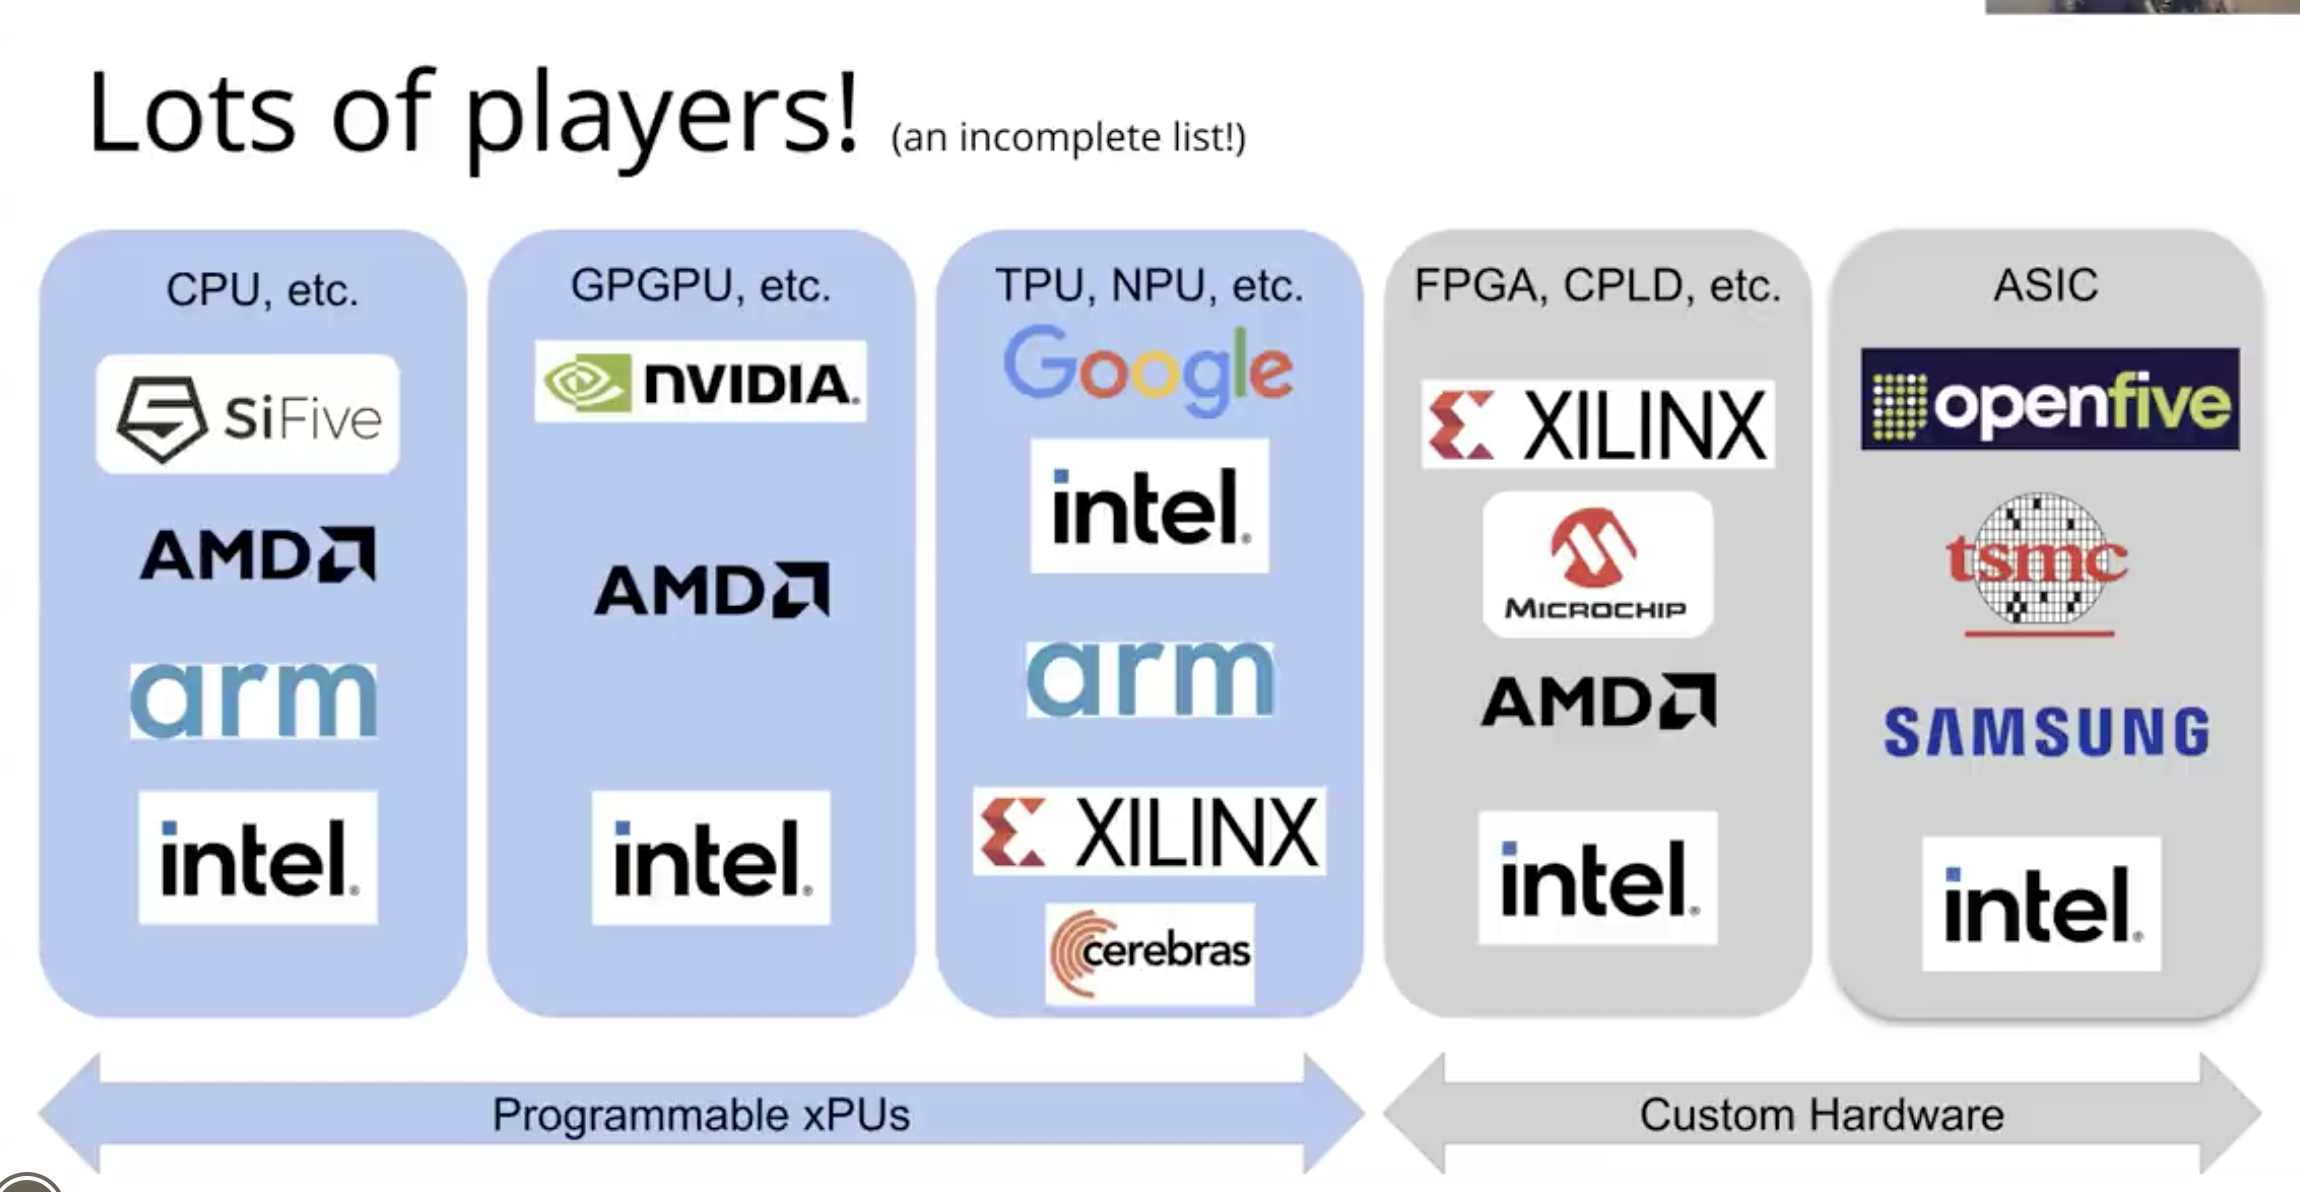 Lots of players! (an incomplete list!)
CPU, etc.
SiFive
AMD
arm
intel®
GPGPU, etc.
nVIDIA.
AMD
intel®
TPU, NPU, etc.
Google
intel®
arm
XILINX
cerebras
FPGA, CPLD, etc.
XILINX
MICROCHIP
AMD
intel®
ASIC
openfive
tsmc
SAMSUNG
intel®
Programmable xPUs
Custom Hardware